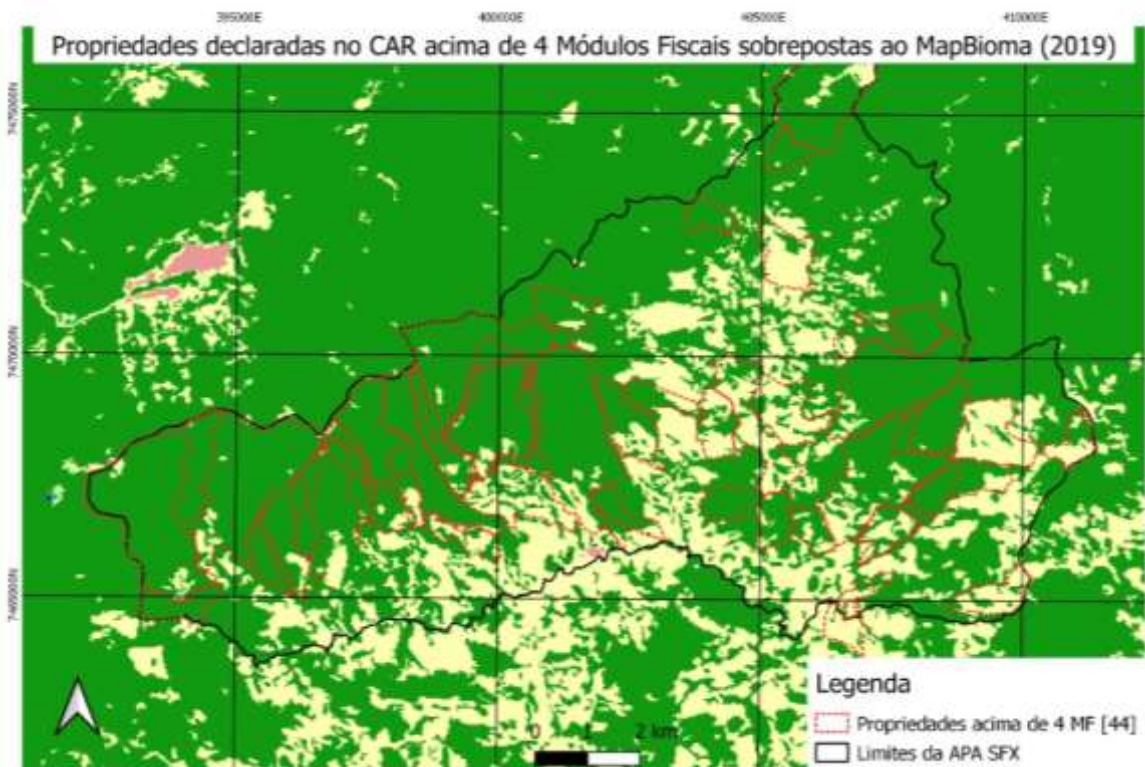 395000E 400000E 405000E 410000E
Propriedades declaradas no CAR acima de 4 Módulos Fiscais sobrepostas ao MapBioma (2019)
7475000N
7470000N
7465000N
Legenda
Propriedades acima de 4 MF [44]
Limites da APA SFX
0 1 2 km